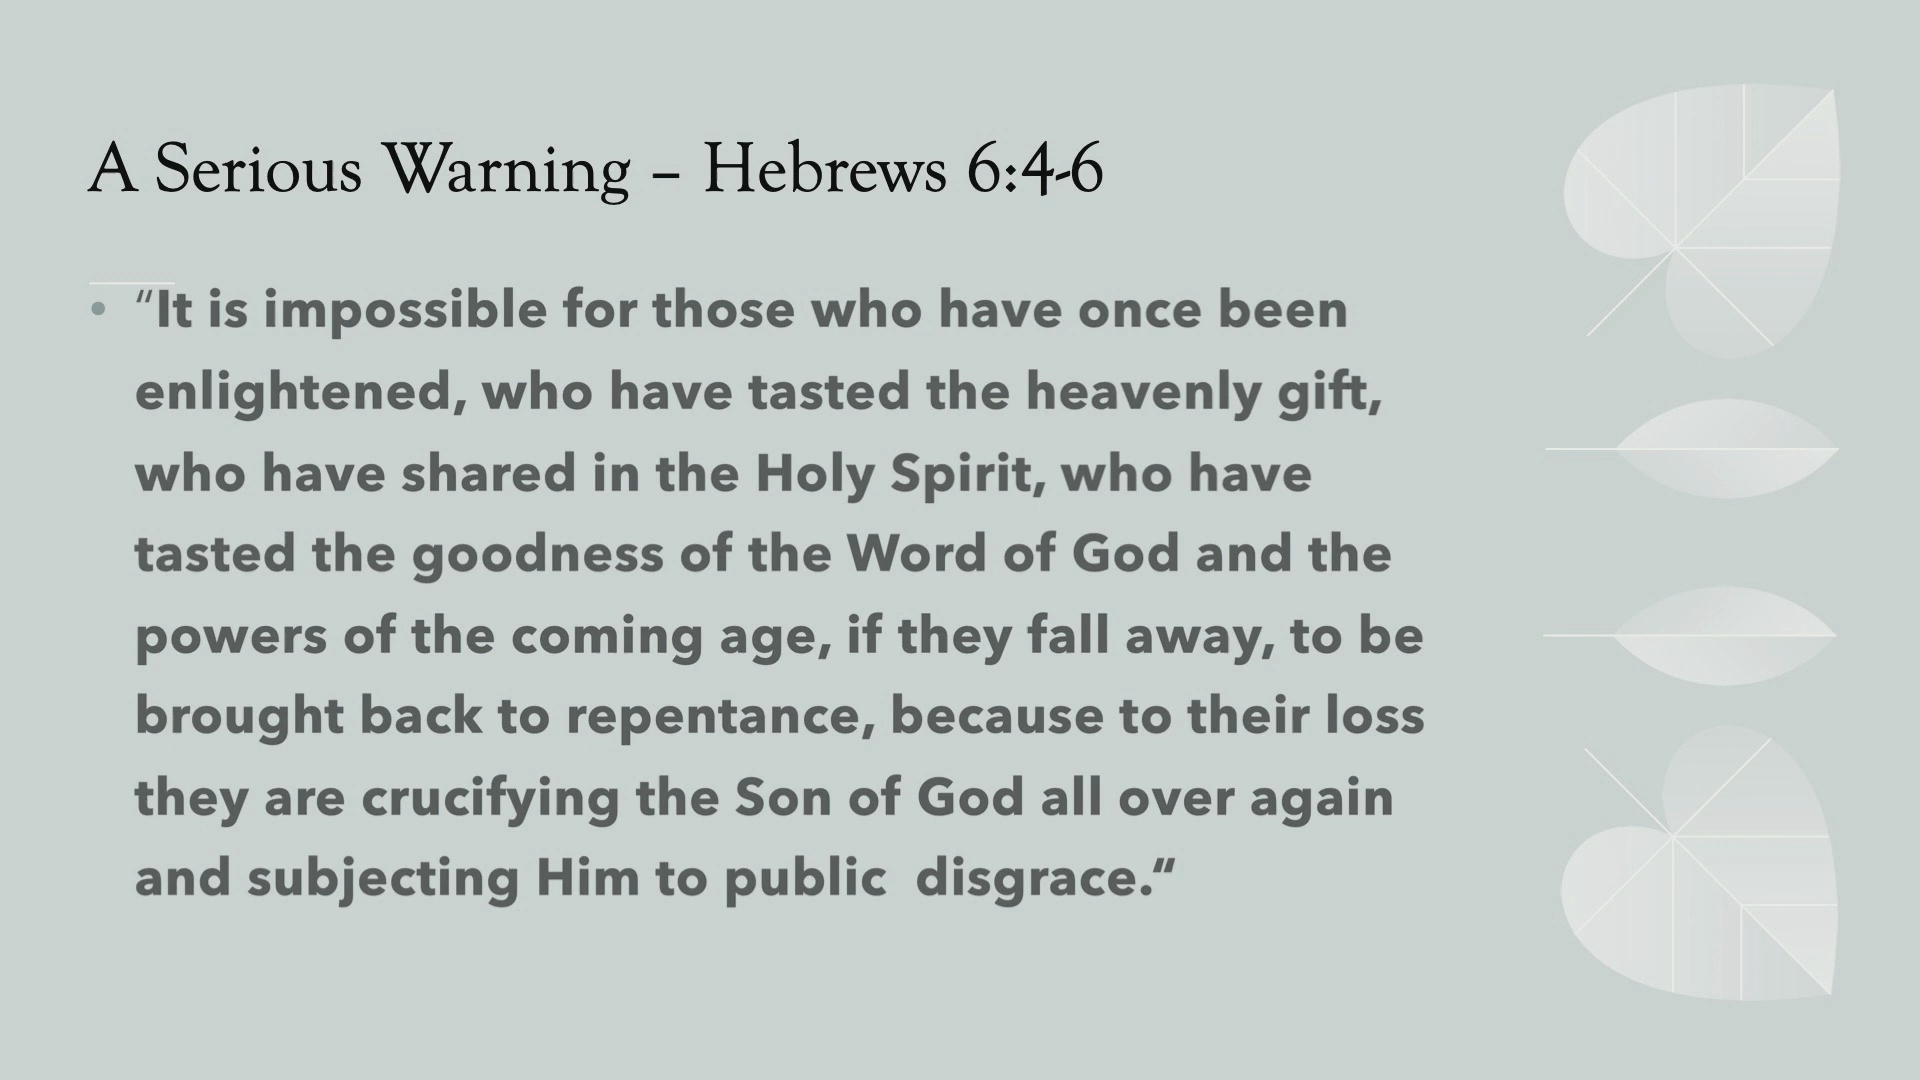 A Serious Warning – Hebrews 6:4-6
• “It is impossible for those who have once been
enlightened, who have tasted the heavenly gift,
who have shared in the Holy Spirit, who have
tasted the goodness of the Word of God and the
powers of the coming age, if they fall away, to be
brought back to repentance, because to their loss
they are crucifying the Son of God all over again
and subjecting Him to public  disgrace.“